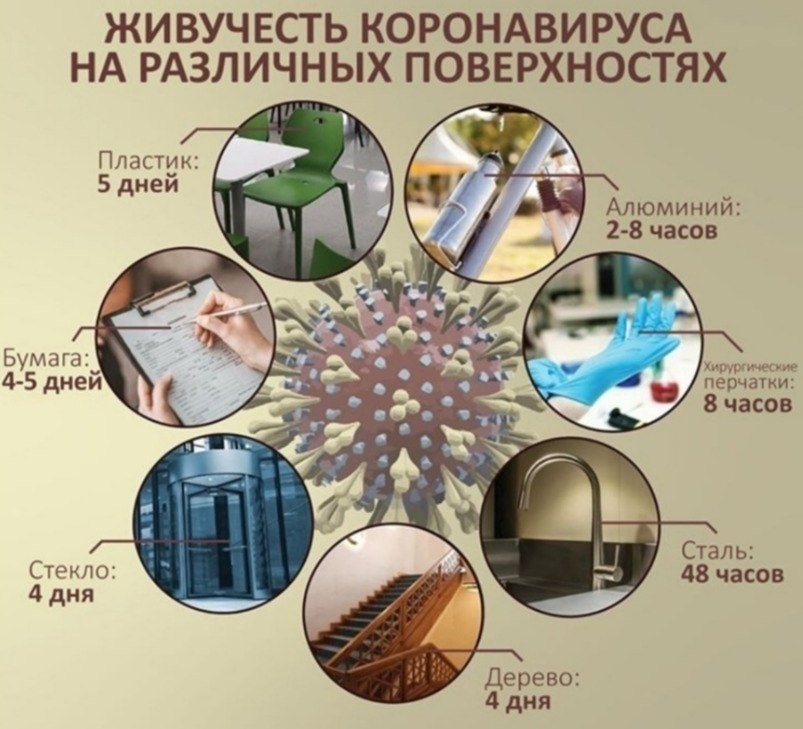 ЖИВУЧЕСТЬ КОРОНАВИРУСА
НА РАЗЛИЧНЫХ ПОВЕРХНОСТЯХ
Пластик:
5 дней
Алюминий:
2-8 часов
Бумага:
4-5 дней
Хирургические
перчатки:
8 часов
Стекло:
4 дня
Сталь:
48 часов
Дерево:
4 дня